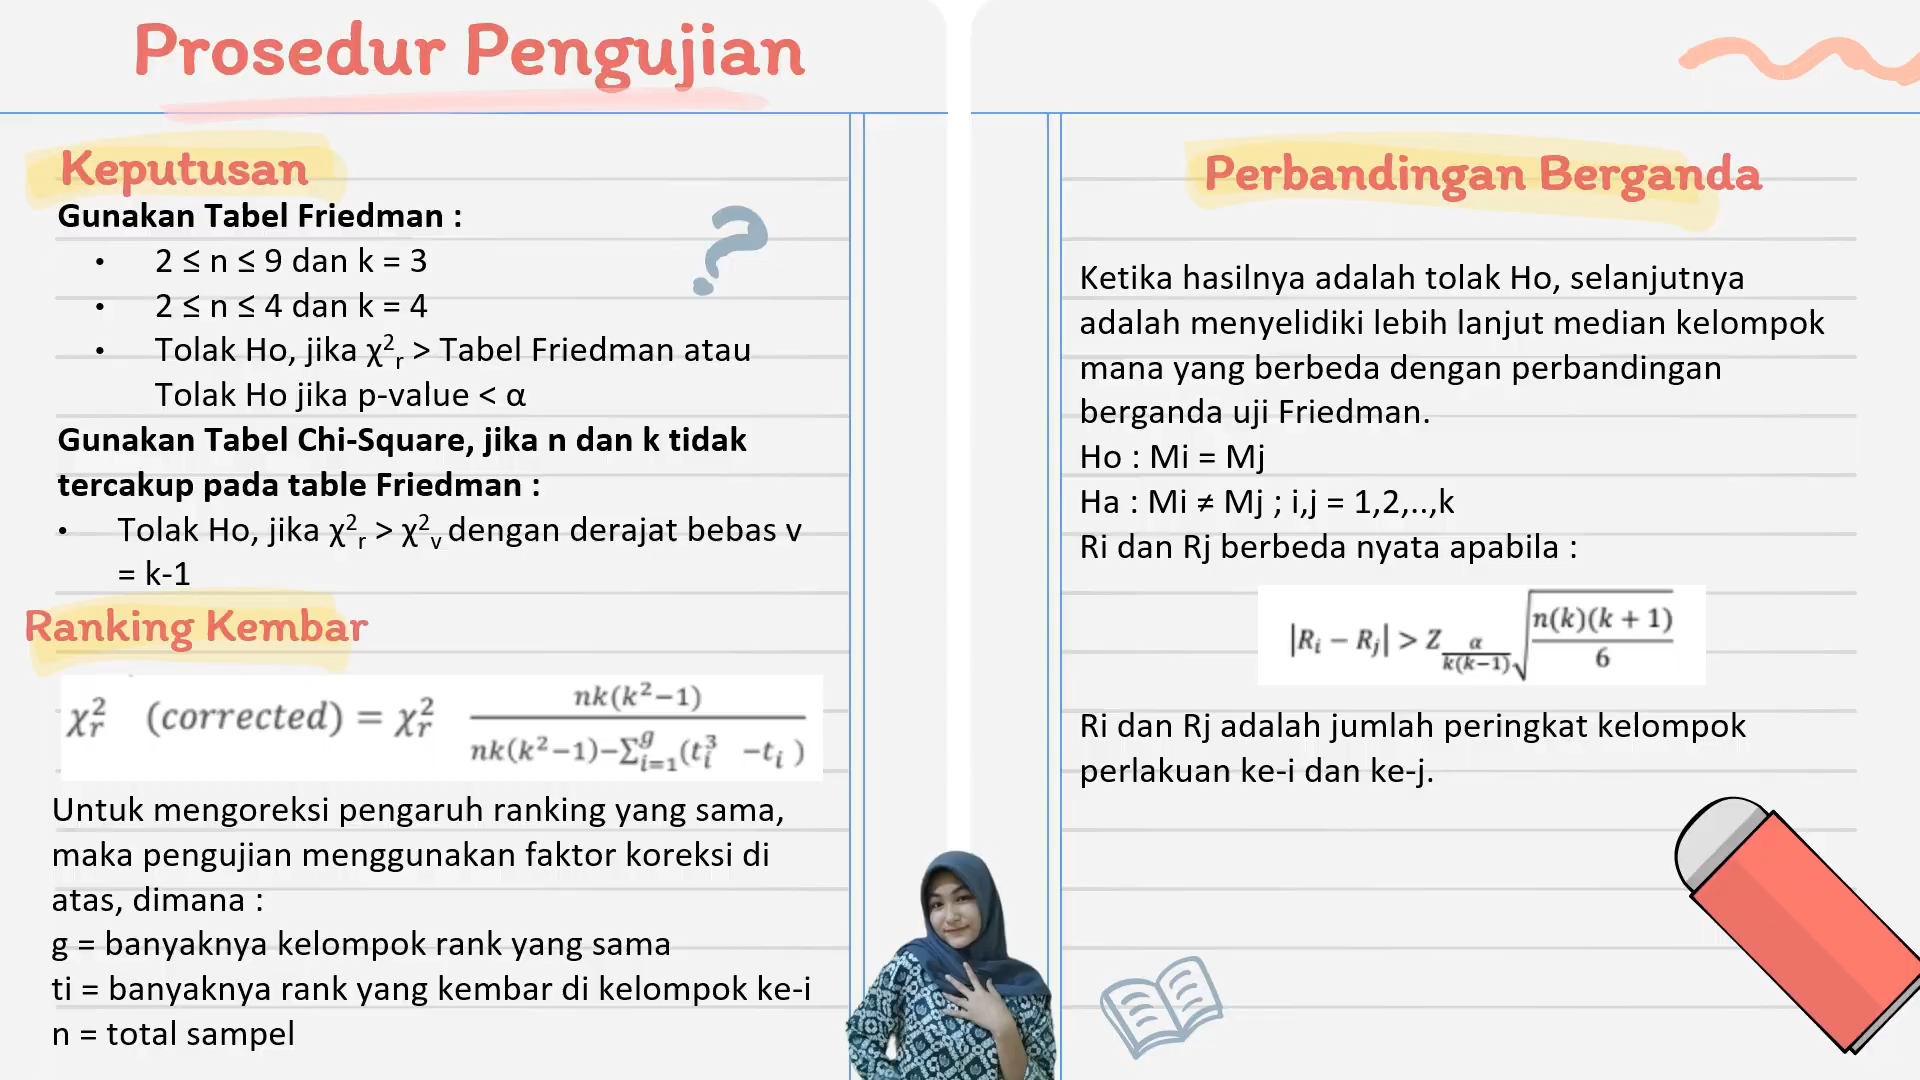 Prosedur Pengujian
Keputusan
Gunakan Tabel Friedman :
• 2 ≤ n ≤ 9 dan k = 3
• 2 ≤ n ≤ 4 dan k = 4
• Tolak Ho, jika χ²ᵣ > Tabel Friedman atau
Tolak Ho jika p-value < α
Gunakan Tabel Chi-Square, jika n dan k tidak
tercakup pada table Friedman :
• Tolak Ho, jika χ²ᵣ > χ²ᵥ dengan derajat bebas v
= k-1
Ranking Kembar
χᵣ² (corrected) = χᵣ² nk(k²−1) / nk(k²−1)−∑ᵍᵢ₌₁(tᵢ³ −tᵢ )
Untuk mengoreksi pengaruh ranking yang sama,
maka pengujian menggunakan faktor koreksi di
atas, dimana :
g = banyaknya kelompok rank yang sama
ti = banyaknya rank yang kembar di kelompok ke-i
n = total sampel
Perbandingan Berganda
Ketika hasilnya adalah tolak Ho, selanjutnya
adalah menyelidiki lebih lanjut median kelompok
mana yang berbeda dengan perbandingan
berganda uji Friedman.
Ho : Mi = Mj
Ha : Mi ≠ Mj ; i,j = 1,2,..,k
Ri dan Rj berbeda nyata apabila :
|Rᵢ − Rⱼ| > Z_{α/k(k−1)} √(n(k)(k + 1)/6)
Ri dan Rj adalah jumlah peringkat kelompok
perlakuan ke-i dan ke-j.